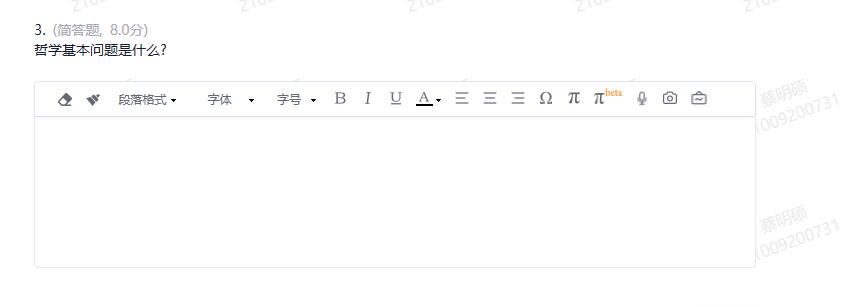 3. (简答题, 8.0分)
哲学基本问题是什么?
段落格式 字体 字号 B I U A Ω π π beta
蔡明硕
1009200731
蔡明硕
1009200731